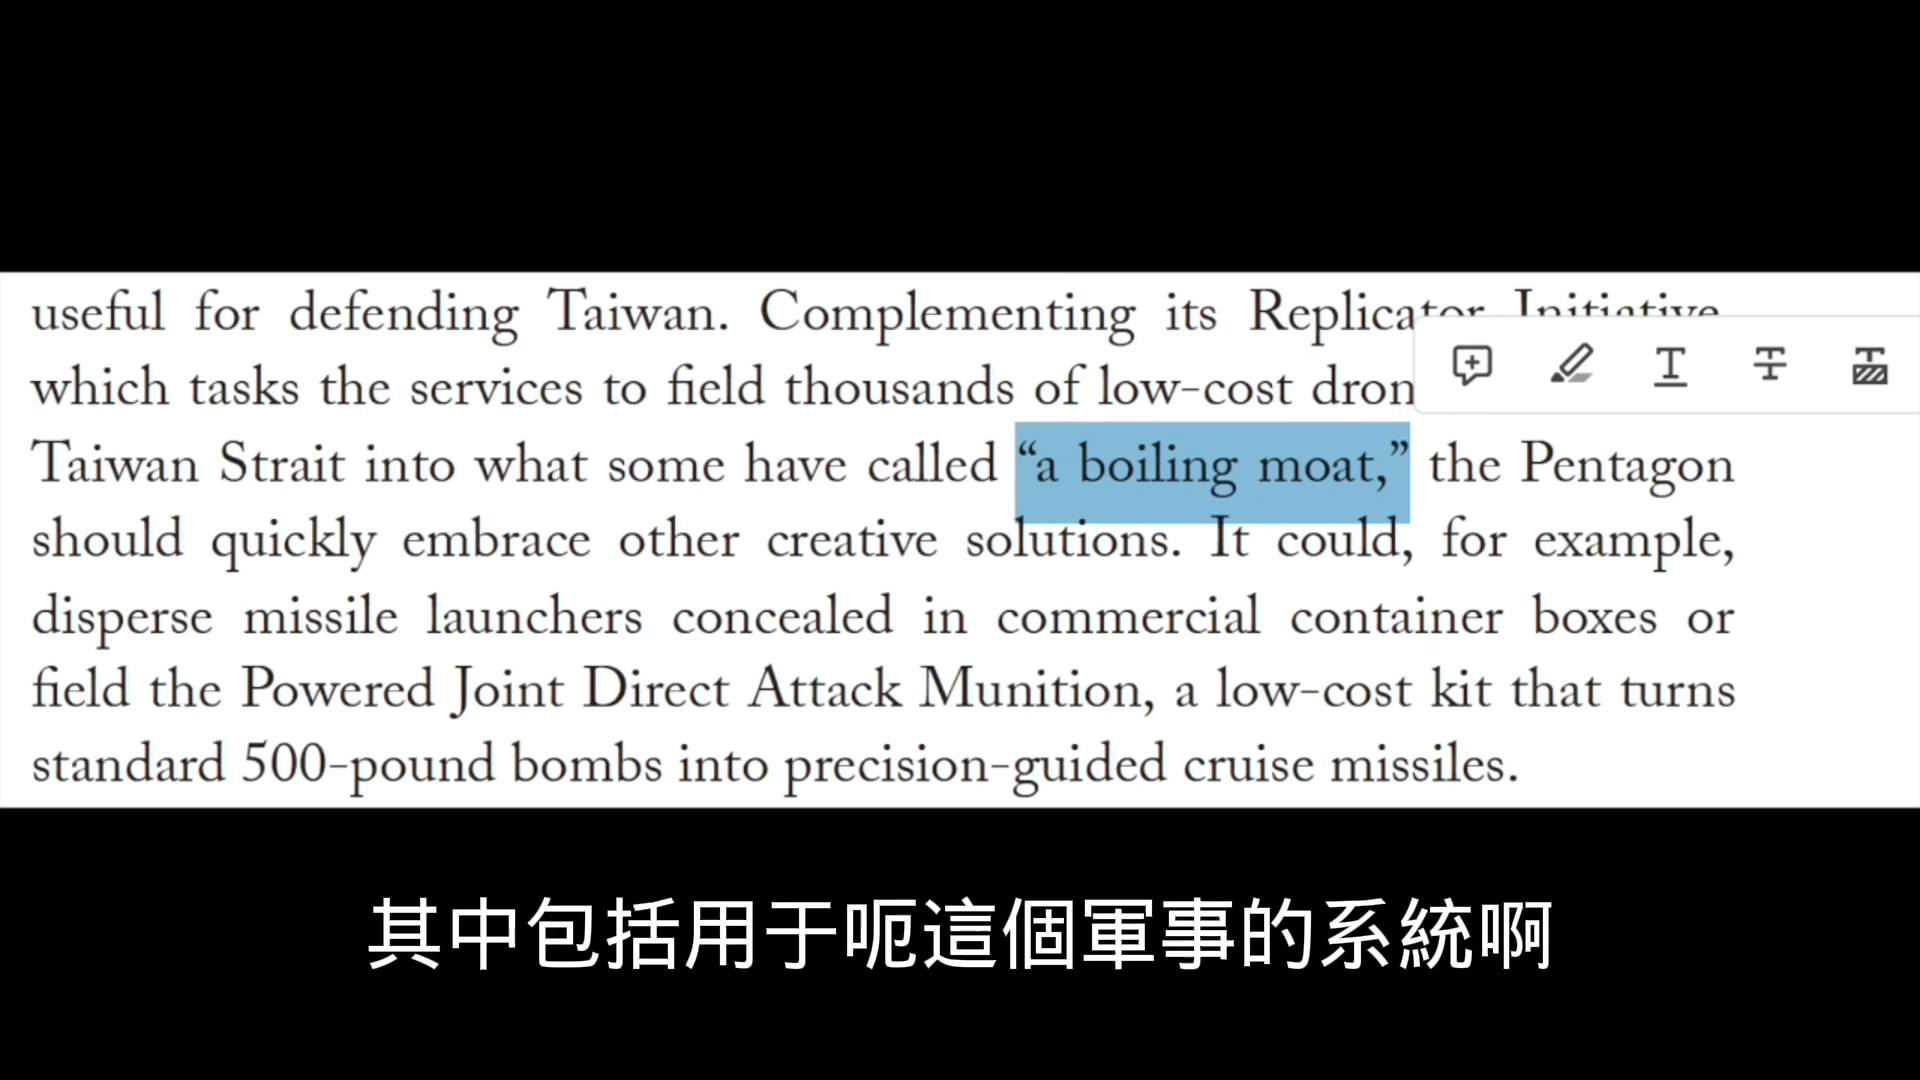 useful for defending Taiwan. Complementing its Replicator Initiative
which tasks the services to field thousands of low-cost
Taiwan Strait into what some have called “a boiling moat,” the Pentagon
should quickly embrace other creative solutions. It could, for example,
disperse missile launchers concealed in commercial container boxes or
field the Powered Joint Direct Attack Munition, a low-cost kit that turns
standard 500-pound bombs into precision-guided cruise missiles.
其中包括用于呃這個軍事的系統啊